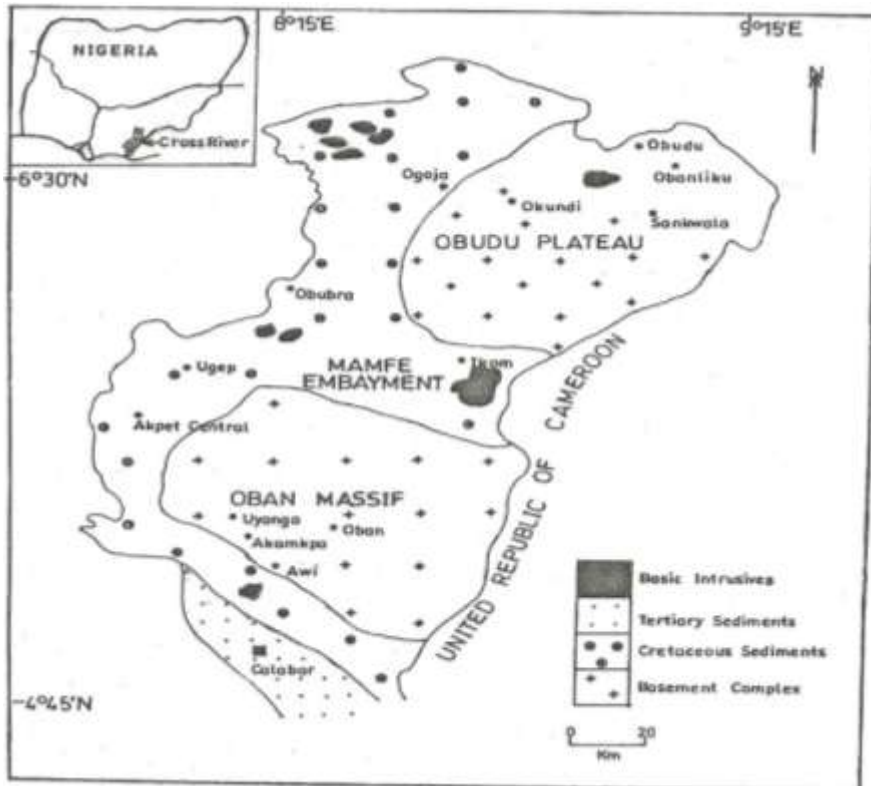 8°15'E
9°15'E
NIGERIA
CrossRiver
N
6°30'N
Obudu
Obanliku
Ogoja
Okundi
Sankwala
OBUDU PLATEAU
Obubra
Ugep
MAMFE
EMBAYMENT
Ikom
Akpet Central
OBAN MASSIF
Uyanga
Oban
Akamkpa
Awi
UNITED REPUBLIC OF CAMEROON
Calabar
4°45'N
Basic Intrusives
Tertiary Sediments
Cretaceous Sediments
Basement Complex
0 20
Km